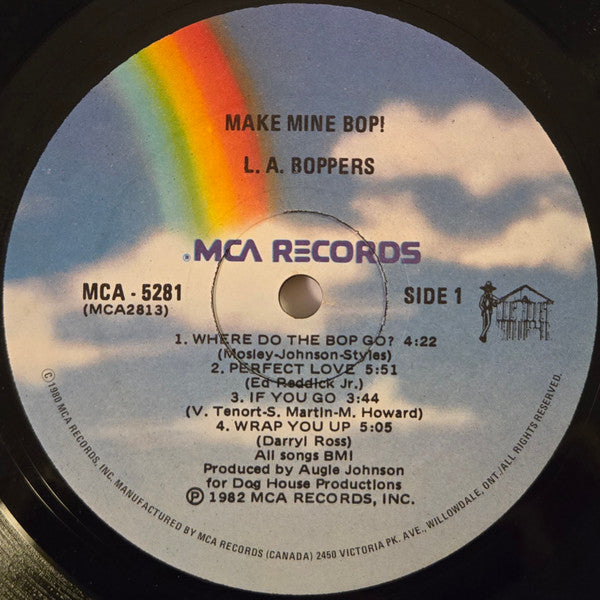 MAKE MINE BOP!
L. A. BOPPERS
MCA RECORDS
MCA - 5281
(MCA2813)
SIDE 1
1. WHERE DO THE BOP GO? 4:22
(Mosley-Johnson-Styles)
2. PERFECT LOVE 5:51
(Ed Reddick Jr.)
3. IF YOU GO 3:44
(V. Tenort-S. Martin-M. Howard)
4. WRAP YOU UP 5:05
(Darryl Ross)
All songs BMI
Produced by Augie Johnson
for Dog House Productions
Ⓟ 1982 MCA RECORDS, INC.
© 1980 MCA RECORDS, INC. MANUFACTURED BY MCA RECORDS (CANADA) 2450 VICTORIA PK. AVE., WILLOWDALE, ONT./ALL RIGHTS RESERVED.